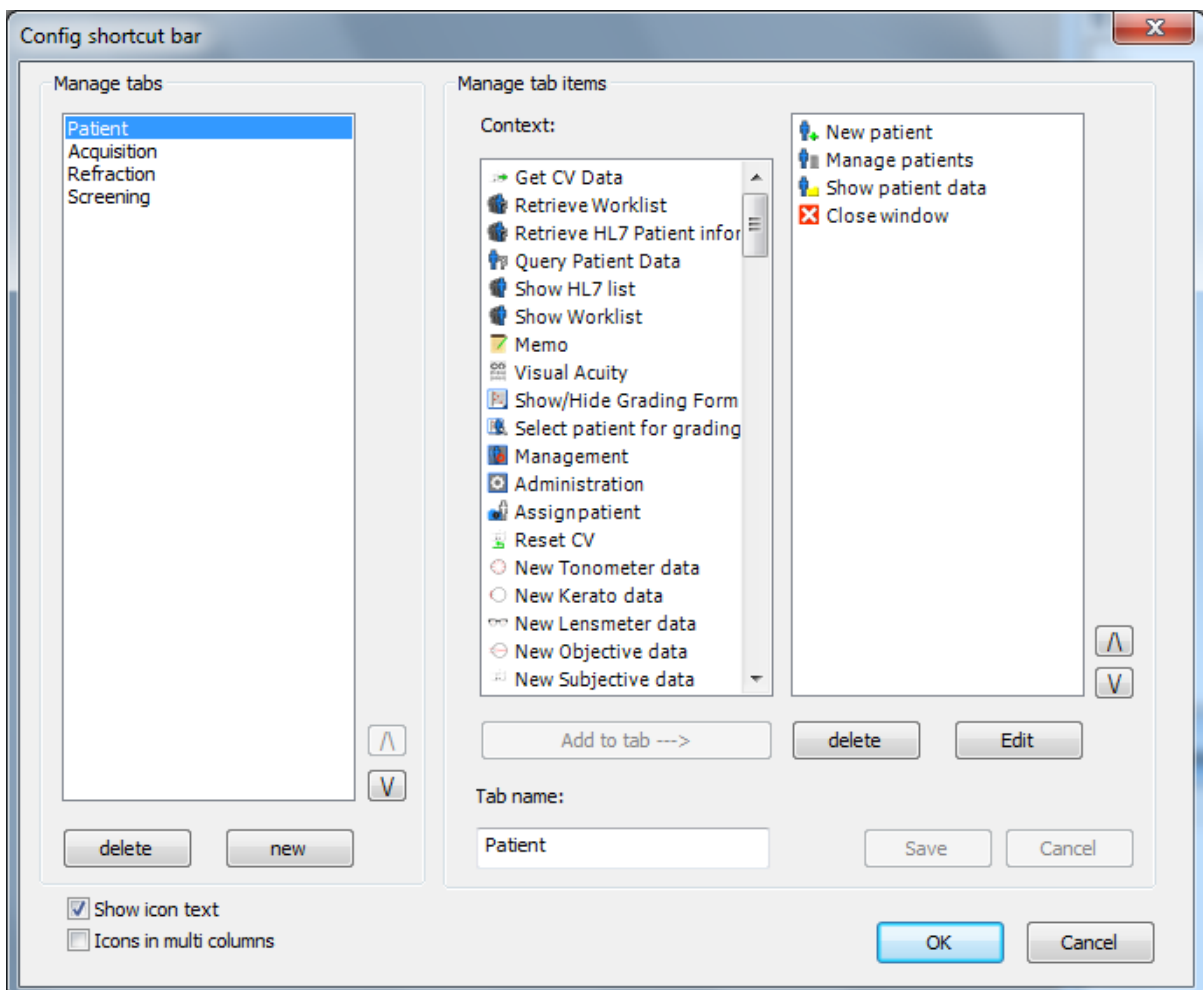 Config shortcut bar
Manage tabs
Patient
Acquisition
Refraction
Screening
/\
\/
delete
new
Show icon text
Icons in multi columns
Manage tab items
Context:
Get CV Data
Retrieve Worklist
Retrieve HL7 Patient infor
Query Patient Data
Show HL7 list
Show Worklist
Memo
Visual Acuity
Show/Hide Grading Form
Select patient for grading
Management
Administration
Assign patient
Reset CV
New Tonometer data
New Kerato data
New Lensmeter data
New Objective data
New Subjective data
New patient
Manage patients
Show patient data
Close window
/\
\/
Add to tab --->
delete
Edit
Tab name:
Patient
Save
Cancel
OK
Cancel